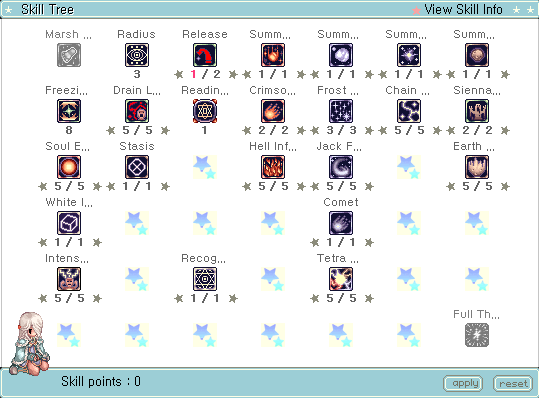 Skill Tree View Skill Info
Marsh ... Radius Release Summ... Summ... Summ... Summ...
3 1 / 2 1 / 1 1 / 1 1 / 1 1 / 1
Freezi... Drain L... Readin... Crimso... Frost ... Chain ... Sienna...
8 5 / 5 1 2 / 2 3 / 3 5 / 5 2 / 2
Soul E... Stasis Hell Inf... Jack F... Earth ...
5 / 5 1 / 1 5 / 5 5 / 5 5 / 5
White I... Comet
1 / 1 1 / 1
Intens... Recog... Tetra ...
5 / 5 1 / 1 5 / 5
Full Th...
Skill points : 0 apply reset